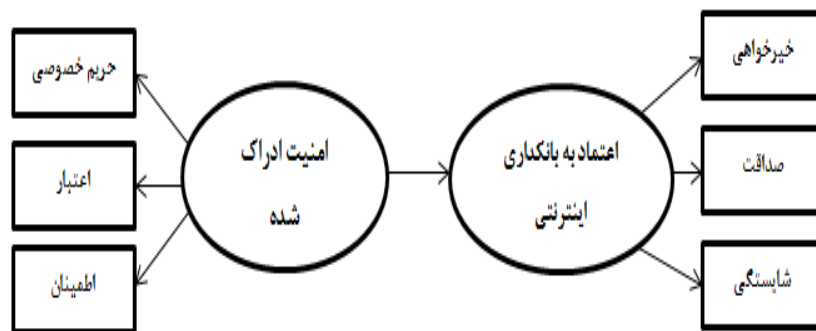 خیرخواهی
حریم خصوصی
اعتماد به بانکداری
اینترنتی
امنیت ادراک
شده
صداقت
اعتبار
شایستگی
اطمینان